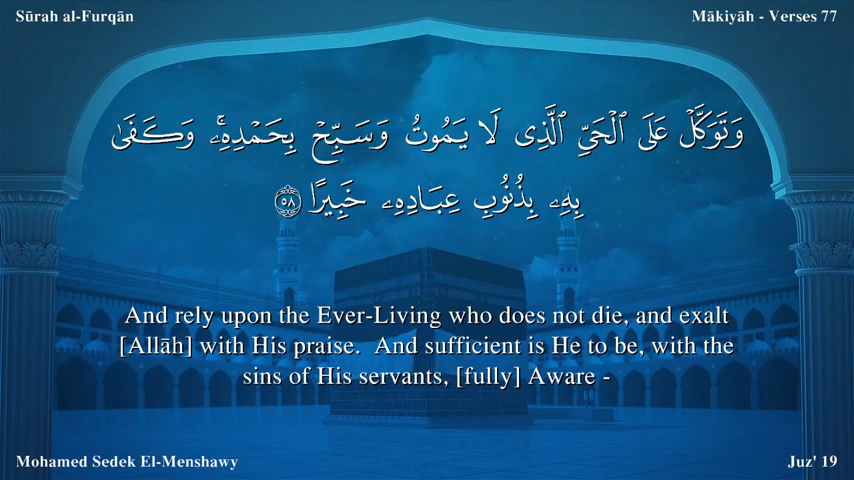 Sūrah al-Furqān
Mākiyāh - Verses 77
وَتَوَكَّلْ عَلَى ٱلْحَىِّ ٱلَّذِى لَا يَمُوتُ وَسَبِّحْ بِحَمْدِهِۦ ۚ وَكَفَىٰ
بِهِۦ بِذُنُوبِ عِبَادِهِۦ خَبِيرًا ٥٨
And rely upon the Ever-Living who does not die, and exalt
[Allāh] with His praise. And sufficient is He to be, with the
sins of His servants, [fully] Aware -
Mohamed Sedek El-Menshawy
Juz' 19